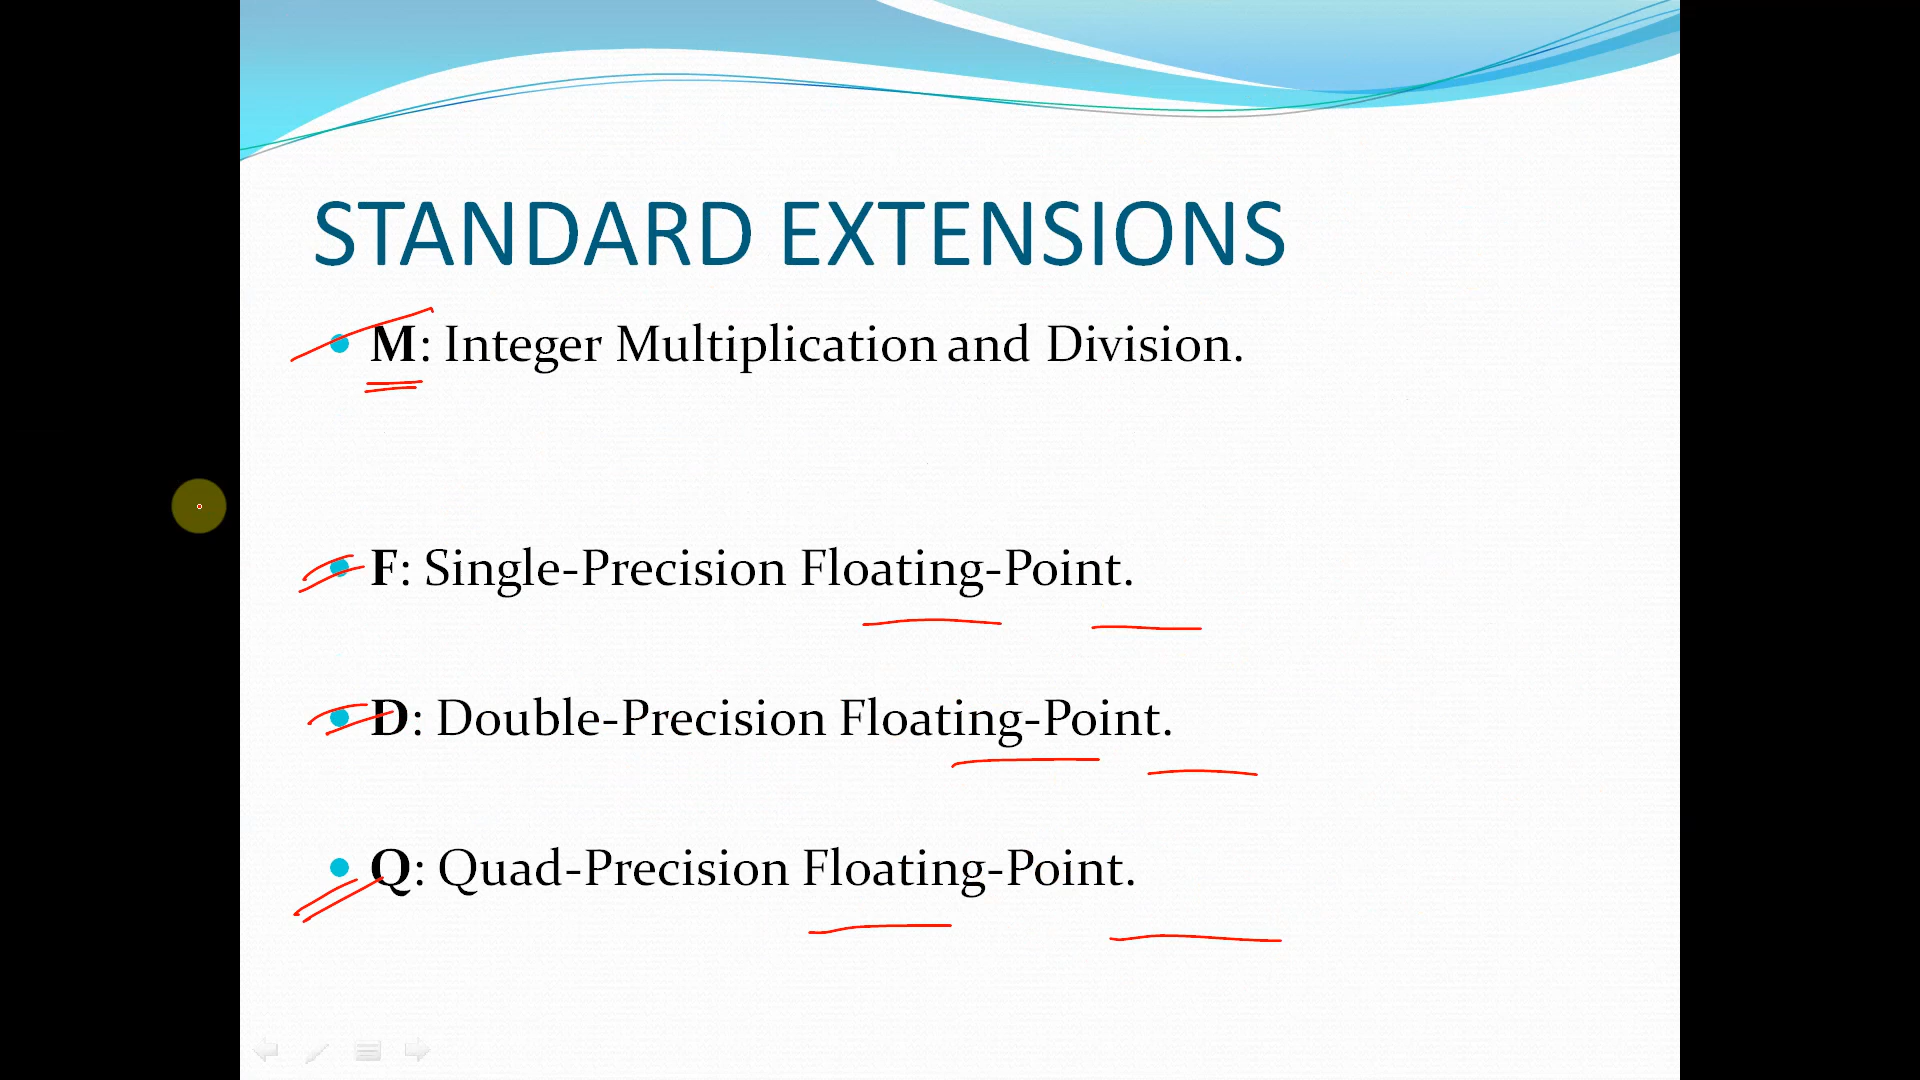 STANDARD EXTENSIONS
M: Integer Multiplication and Division.
F: Single-Precision Floating-Point.
D: Double-Precision Floating-Point.
Q: Quad-Precision Floating-Point.